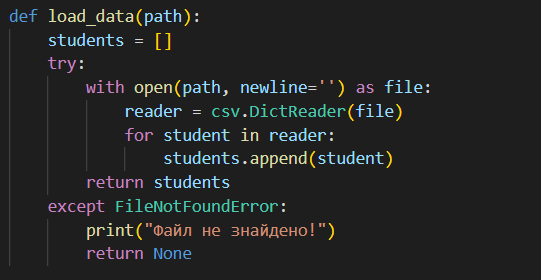 def load_data(path):
    students = []
    try:
        with open(path, newline='') as file:
            reader = csv.DictReader(file)
            for student in reader:
                students.append(student)
        return students
    except FileNotFoundError:
        print("Файл не знайдено!")
        return None